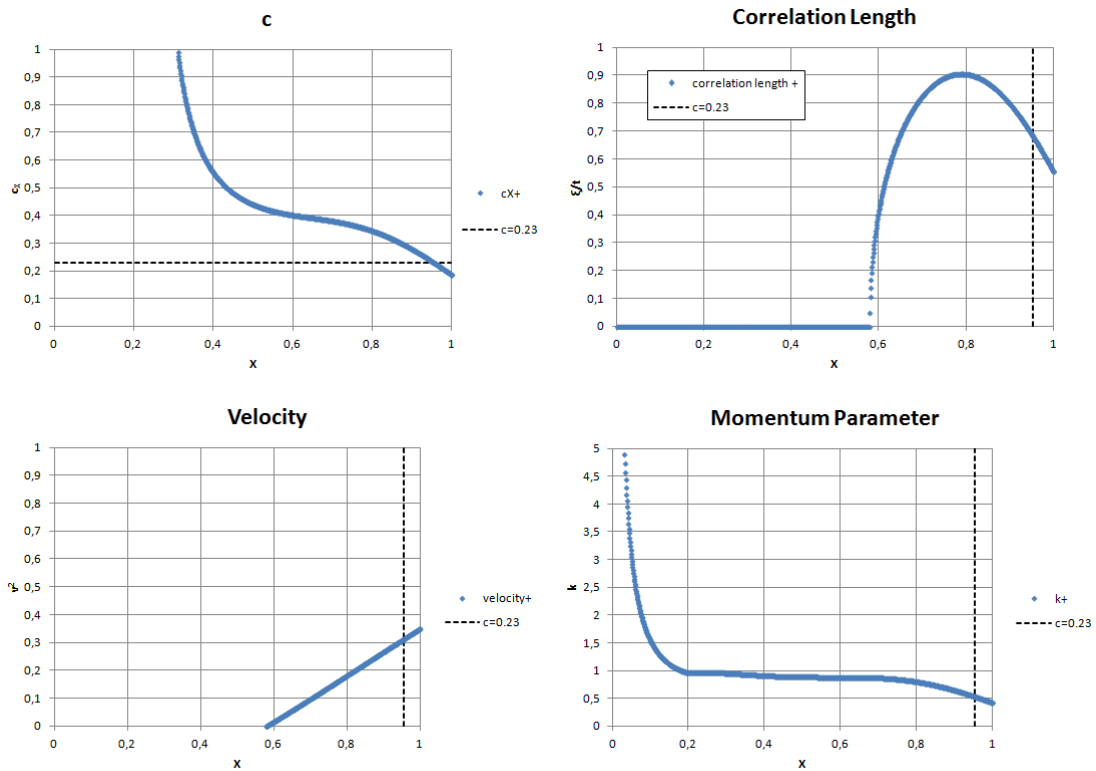 c
1
0,9
0,8
0,7
0,6
0,5
0,4
0,3
0,2
0,1
0
cx
0 0,2 0,4 0,6 0,8 1
X
cX+
c=0.23
Correlation Length
1
0,9
0,8
0,7
0,6
0,5
0,4
0,3
0,2
0,1
0
ξ/t
correlation length +
c=0.23
0 0,2 0,4 0,6 0,8 1
X
Velocity
1
0,9
0,8
0,7
0,6
0,5
0,4
0,3
0,2
0,1
0
v²
0 0,2 0,4 0,6 0,8 1
X
velocity+
c=0.23
Momentum Parameter
5
4,5
4
3,5
3
2,5
2
1,5
1
0,5
0
k
0 0,2 0,4 0,6 0,8 1
X
k+
c=0.23